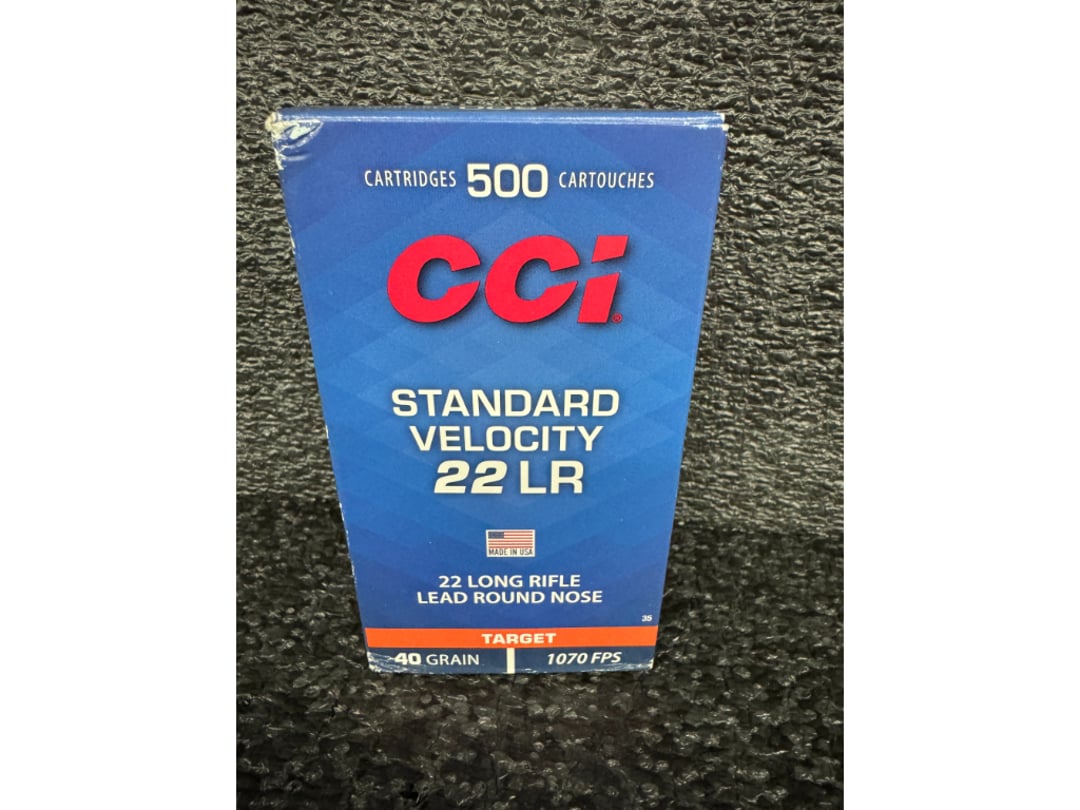 CARTRIDGES 500 CARTOUCHES
CCI®
STANDARD
VELOCITY
22 LR
MADE IN USA
22 LONG RIFLE
LEAD ROUND NOSE
35
TARGET
40 GRAIN 1070 FPS